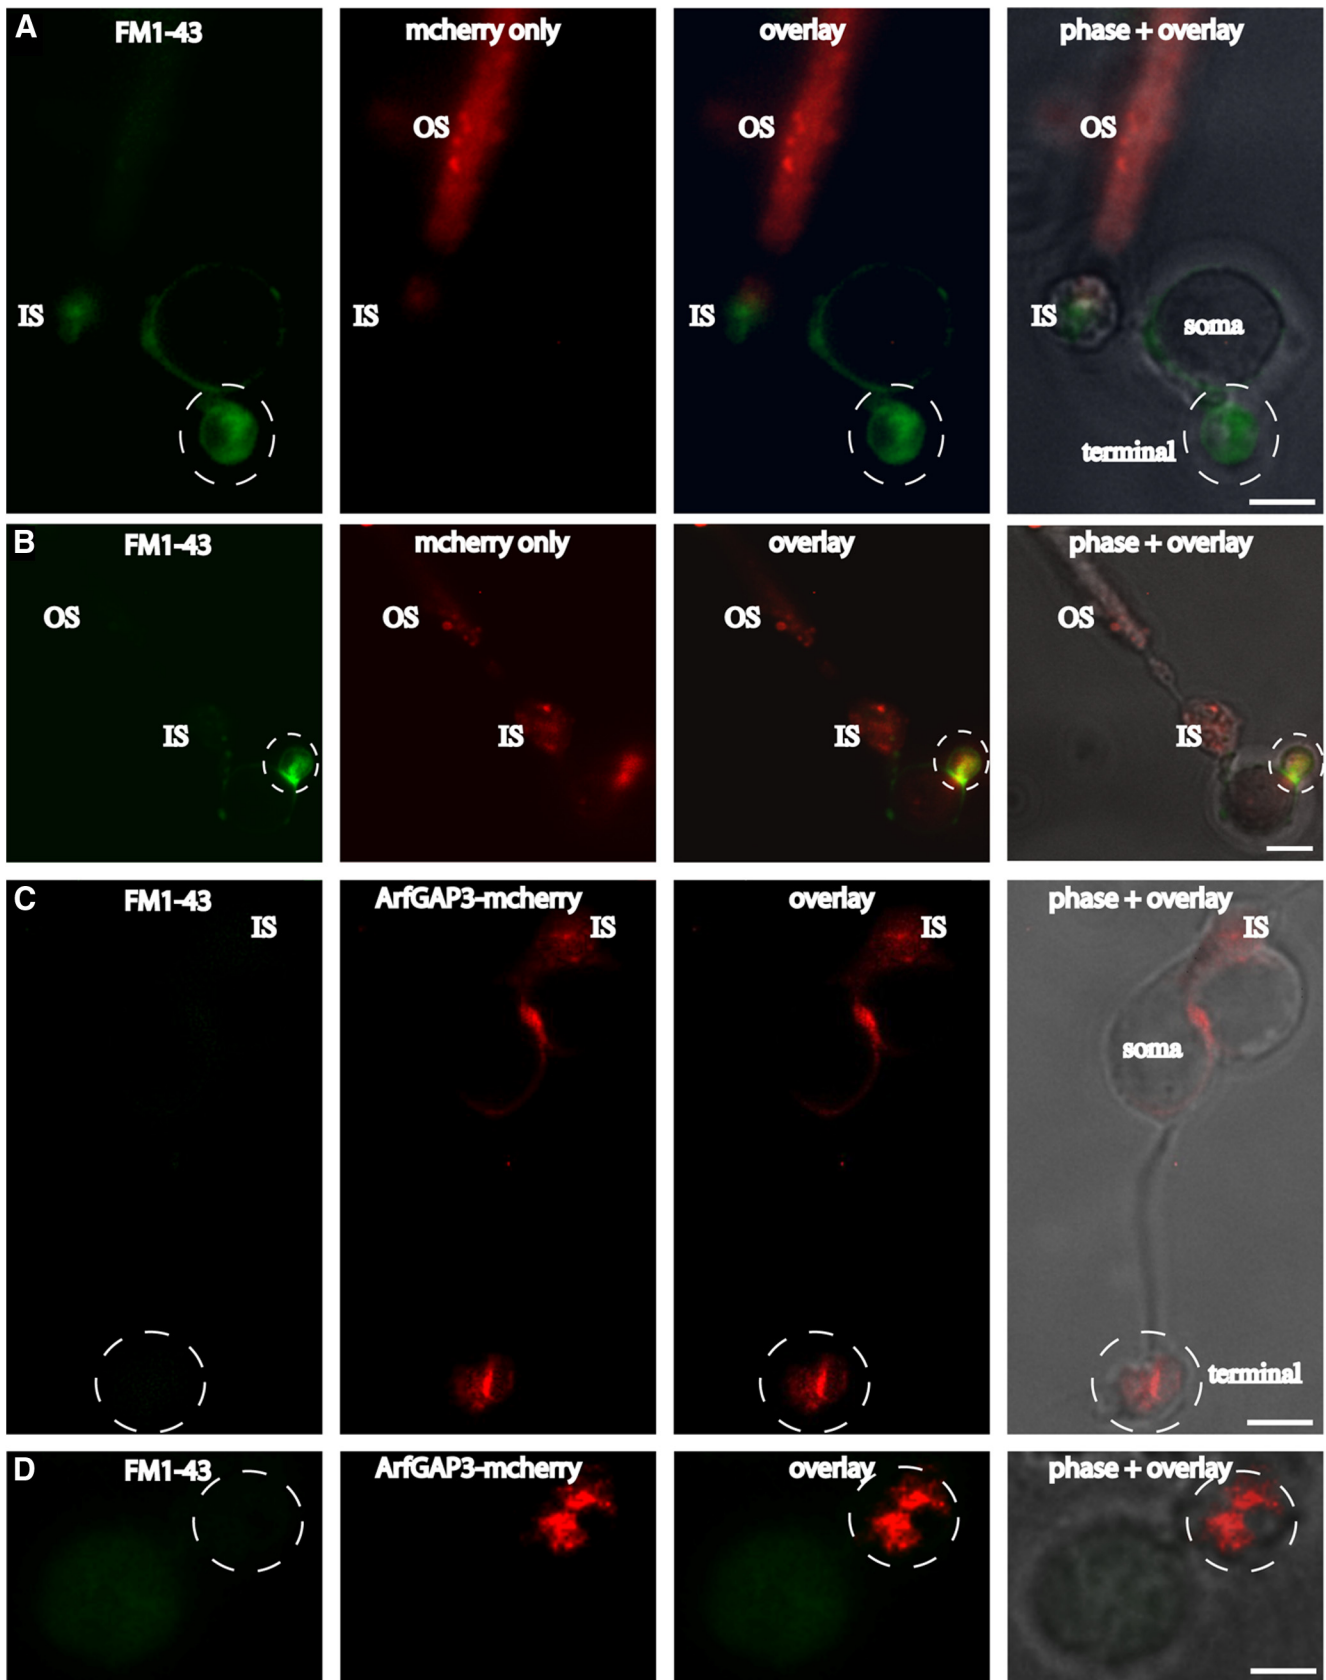 A
FM1-43
mcherry only
overlay
phase + overlay
OS
OS
OS
IS
IS
IS
IS
soma
terminal
B
FM1-43
mcherry only
overlay
phase + overlay
OS
OS
OS
OS
IS
IS
IS
IS
C
FM1-43
ArfGAP3-mcherry
overlay
phase + overlay
IS
IS
IS
IS
soma
terminal
D
FM1-43
ArfGAP3-mcherry
overlay
phase + overlay